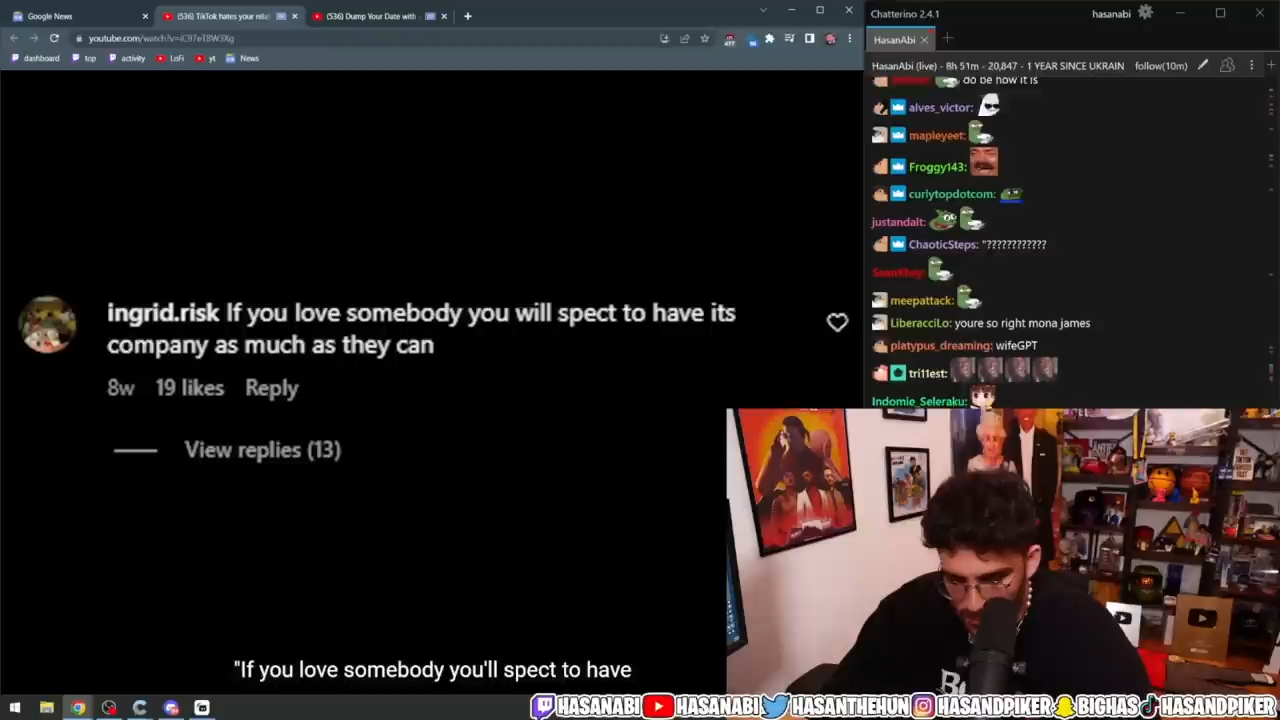 Google News
(536) TikTok hates your rela
(536) Dump Your Date with
youtube.com/watch?v=iC97e18W3Xg
dashboard
top
activity
LoFi
yt
News
ingrid.risk If you love somebody you will spect to have its
company as much as they can
8w 19 likes Reply
View replies (13)
"If you love somebody you'll spect to have
Chatterino 2.4.1
hasanabi
HasanAbi
HasanAbi (live) - 8h 51m - 20,847 - 1 YEAR SINCE UKRAIN follow(10m)
do be how it is
alves_victor:
mapleyeet:
Froggy143:
curlytopdotcom:
justandalt:
ChaoticSteps: "????????????
SeanKhoy:
meepattack:
LiberacciLo: youre so right mona james
platypus_dreaming: wifeGPT
tri11est:
Indomie_Seleraku:
HASANABI HASANABI HASANTHEHUN HASANDPIKER BIGHAS HASANDPIKER